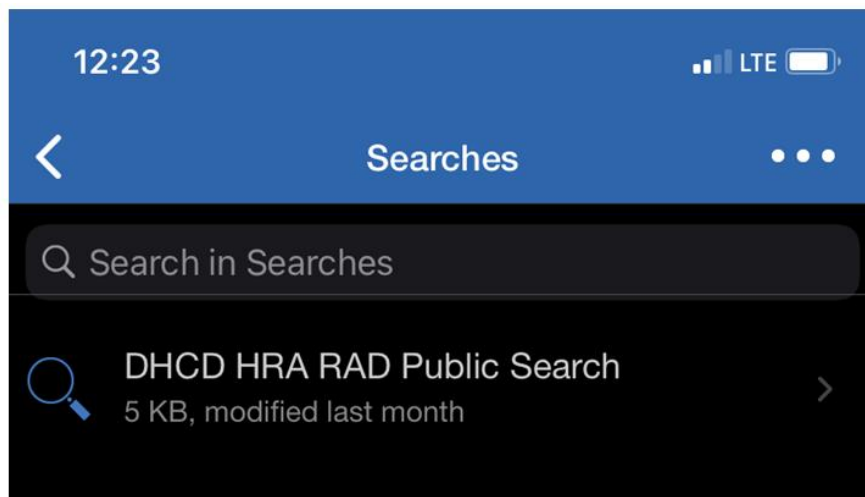 12:23 LTE
Searches
Search in Searches
DHCD HRA RAD Public Search
5 KB, modified last month